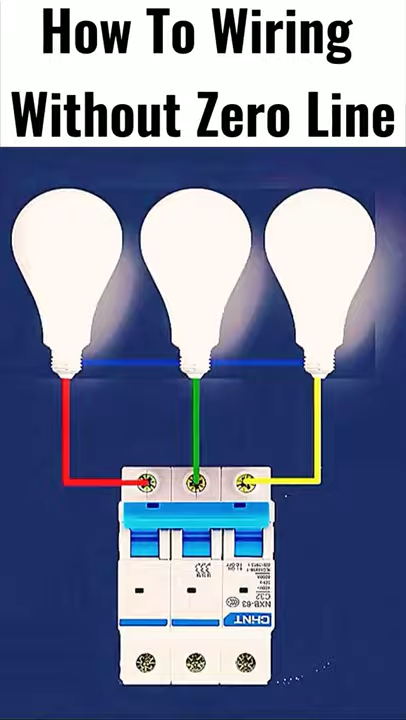 How To Wiring
Without Zero Line
CHNT
NXB-63
C32